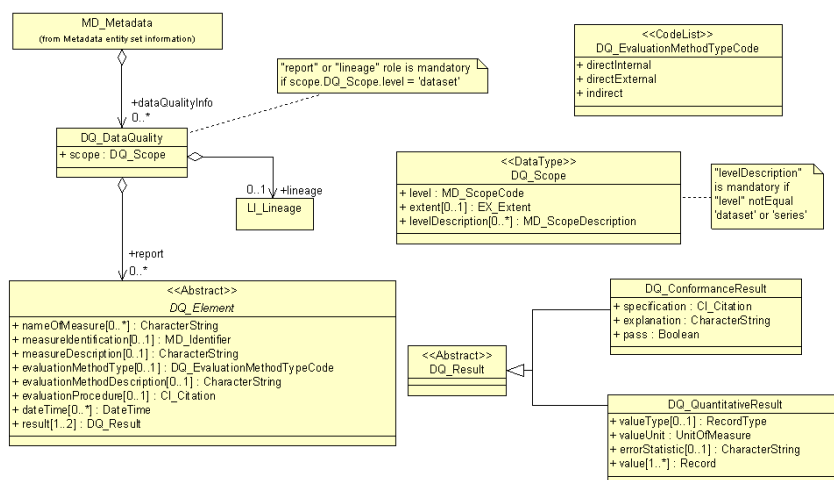 MD_Metadata
(from Metadata entity set information)
+dataQualityInfo
0..*
"report" or "lineage" role is mandatory
if scope.DQ_Scope.level = 'dataset'
<<CodeList>>
DQ_EvaluationMethodTypeCode
+ directInternal
+ directExternal
+ indirect
DQ_DataQuality
+ scope : DQ_Scope
0..1 +lineage
LI_Lineage
<<DataType>>
DQ_Scope
+ level : MD_ScopeCode
+ extent[0..1] : EX_Extent
+ levelDescription[0..*] : MD_ScopeDescription
"levelDescription"
is mandatory if
"level" notEqual
'dataset' or 'series'
+report
0..*
<<Abstract>>
DQ_Element
+ nameOfMeasure[0..*] : CharacterString
+ measureIdentification[0..1] : MD_Identifier
+ measureDescription[0..1] : CharacterString
+ evaluationMethodType[0..1] : DQ_EvaluationMethodTypeCode
+ evaluationMethodDescription[0..1] : CharacterString
+ evaluationProcedure[0..1] : CI_Citation
+ dateTime[0..*] : DateTime
+ result[1..2] : DQ_Result
<<Abstract>>
DQ_Result
DQ_ConformanceResult
+ specification : CI_Citation
+ explanation : CharacterString
+ pass : Boolean
DQ_QuantitativeResult
+ valueType[0..1] : RecordType
+ valueUnit : UnitOfMeasure
+ errorStatistic[0..1] : CharacterString
+ value[1..*] : Record